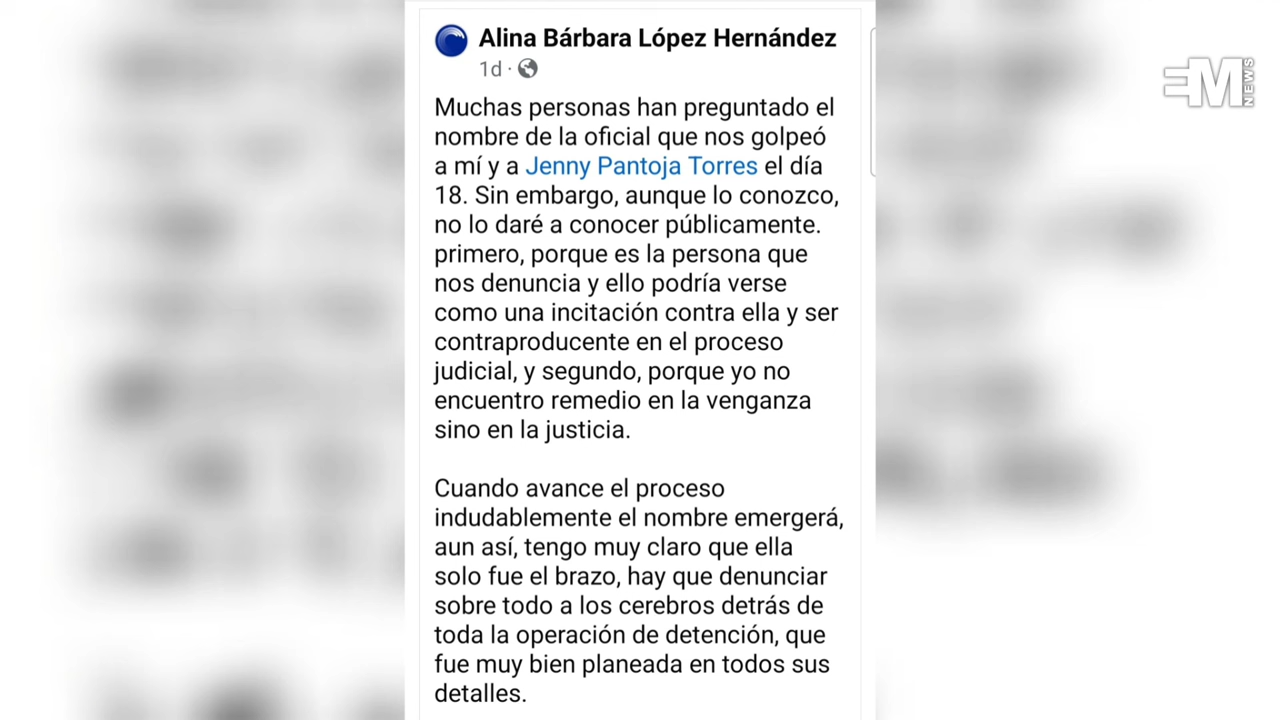 Alina Bárbara López Hernández
1d ·
Muchas personas han preguntado el
nombre de la oficial que nos golpeó
a mí y a Jenny Pantoja Torres el día
18. Sin embargo, aunque lo conozco,
no lo daré a conocer públicamente.
primero, porque es la persona que
nos denuncia y ello podría verse
como una incitación contra ella y ser
contraproducente en el proceso
judicial, y segundo, porque yo no
encuentro remedio en la venganza
sino en la justicia.
Cuando avance el proceso
indudablemente el nombre emergerá,
aun así, tengo muy claro que ella
solo fue el brazo, hay que denunciar
sobre todo a los cerebros detrás de
toda la operación de detención, que
fue muy bien planeada en todos sus
detalles.
EM NEWS